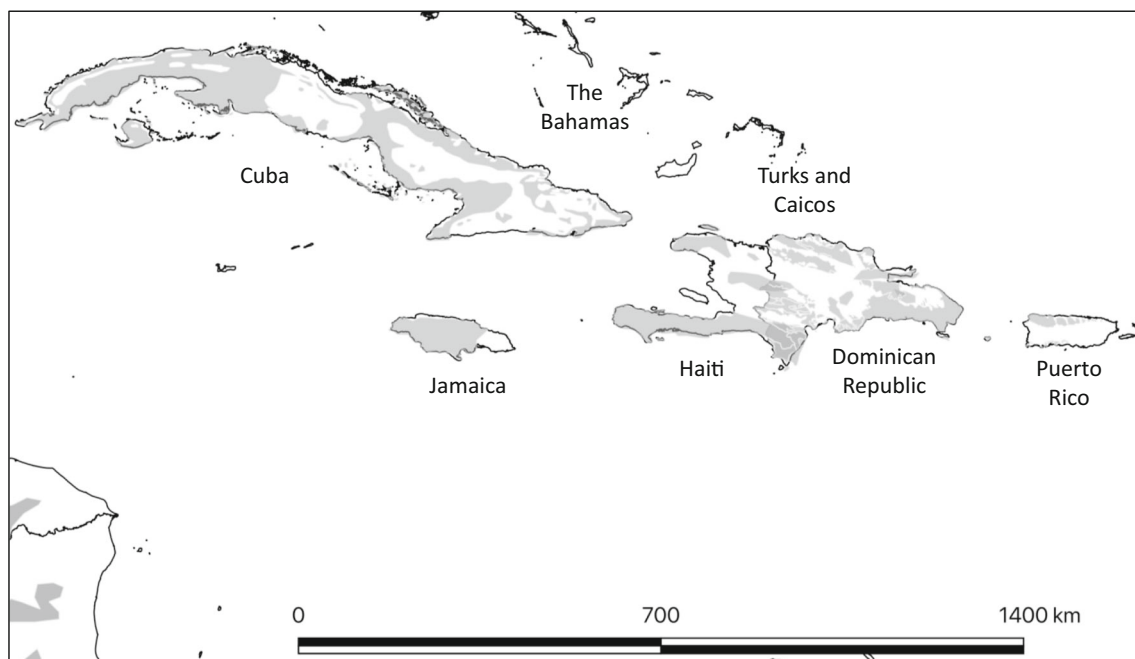 The
Bahamas
Cuba
Turks and
Caicos
Jamaica
Haiti
Dominican
Republic
Puerto
Rico
0
700
1400 km